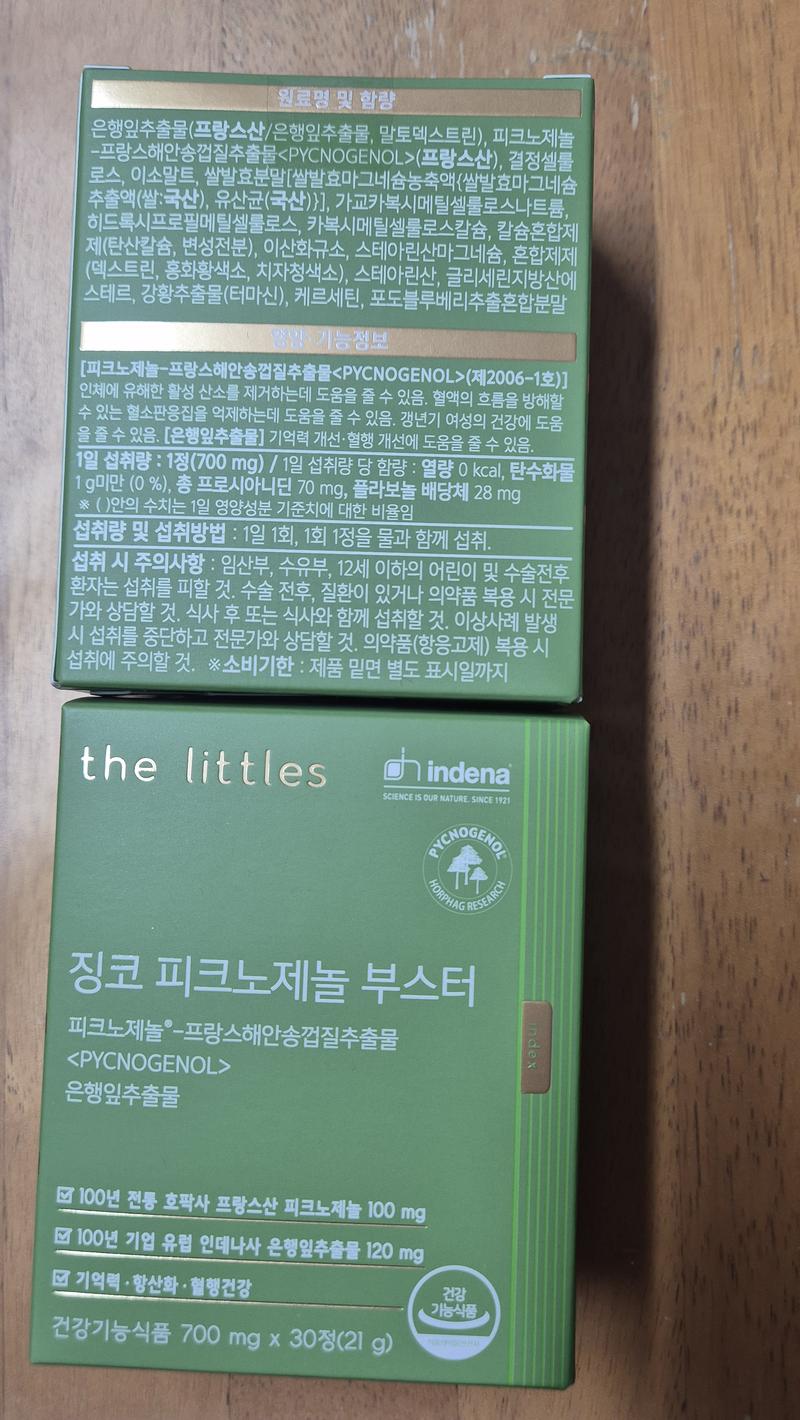 원료명 및 함량
은행잎추출물(프랑스산/은행잎추출물, 말토덱스트린), 피크노제놀
-프랑스해안송껍질추출물<PYCNOGENOL>(프랑스산), 결정셀룰
로스, 이소말트, 쌀발효분말[쌀발효마그네슘농축액{쌀발효마그네슘
추출액(쌀:국산), 유산균(국산)}], 가교카복시메틸셀룰로스나트륨,
히드록시프로필메틸셀룰로스, 카복시메틸셀룰로스칼슘, 칼슘혼합제
제(탄산칼슘, 변성전분), 이산화규소, 스테아린산마그네슘, 혼합제제
(덱스트린, 홍화황색소, 치자청색소), 스테아린산, 글리세린지방산에
스테르, 강황추출물(터마신), 케르세틴, 포도블루베리추출혼합분말
영양·기능정보
[피크노제놀-프랑스해안송껍질추출물<PYCNOGENOL>(제2006-1호)]
인체에 유해한 활성 산소를 제거하는데 도움을 줄 수 있음. 혈액의 흐름을 방해할
수 있는 혈소판응집을 억제하는데 도움을 줄 수 있음. 갱년기 여성의 건강에 도움
을 줄 수 있음. [은행잎추출물] 기억력 개선·혈행 개선에 도움을 줄 수 있음.
1일 섭취량 : 1정(700 mg) / 1일 섭취량 당 함량 : 열량 0 kcal, 탄수화물
1 g미만 (0 %), 총 프로시아니딘 70 mg, 플라보놀 배당체 28 mg
※ ( )안의 수치는 1일 영양성분 기준치에 대한 비율임
섭취량 및 섭취방법 : 1일 1회, 1회 1정을 물과 함께 섭취.
섭취 시 주의사항 : 임산부, 수유부, 12세 이하의 어린이 및 수술전후
환자는 섭취를 피할 것. 수술 전후, 질환이 있거나 의약품 복용 시 전문
가와 상담할 것. 식사 후 또는 식사와 함께 섭취할 것. 이상사례 발생
시 섭취를 중단하고 전문가와 상담할 것. 의약품(항응고제) 복용 시
섭취에 주의할 것. ※소비기한 : 제품 밑면 별도 표시일까지
the littles
indena
SCIENCE IS OUR NATURE. SINCE 1921
PYCNOGENOL®
HORPHAG RESEARCH
징코 피크노제놀 부스터
피크노제놀®-프랑스해안송껍질추출물
<PYCNOGENOL>
은행잎추출물
index
100년 전통 호팍사 프랑스산 피크노제놀 100 mg
100년 기업 유럽 인데나사 은행잎추출물 120 mg
기억력·항산화·혈행건강
건강기능식품 700 mg x 30정(21 g)
건강
기능식품